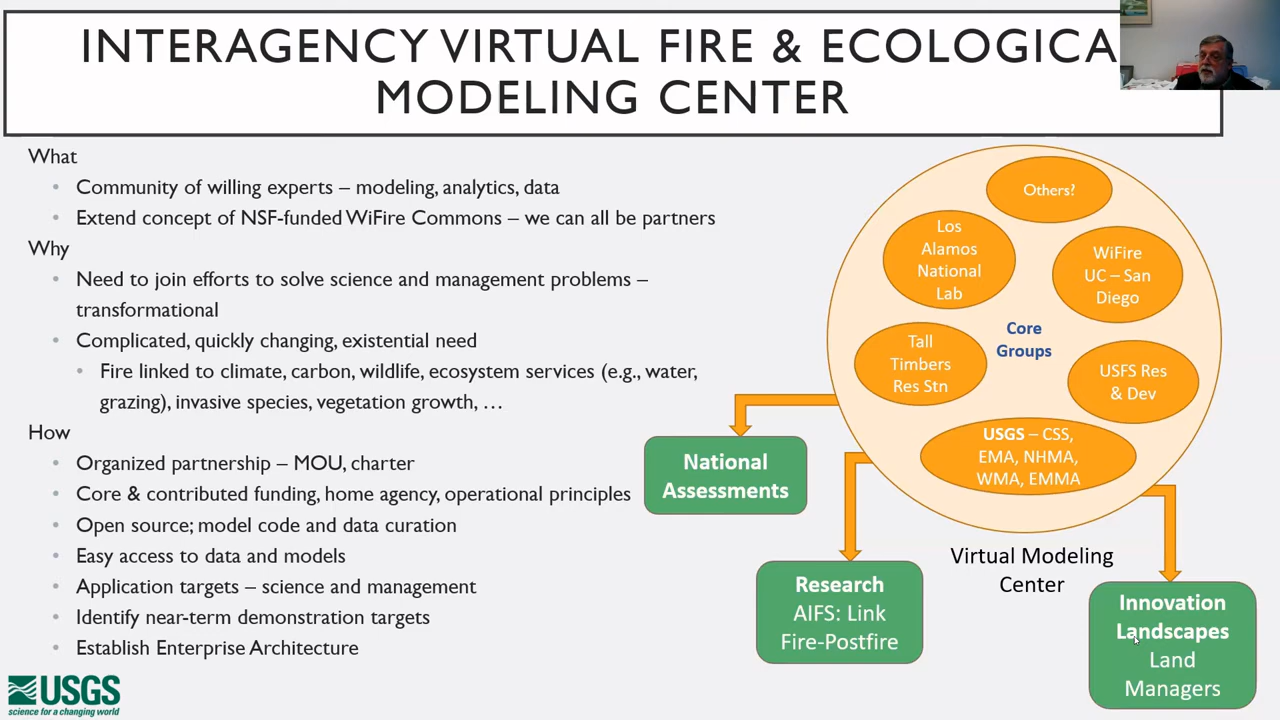 INTERAGENCY VIRTUAL FIRE & ECOLOGICA
MODELING CENTER
What
• Community of willing experts – modeling, analytics, data
• Extend concept of NSF-funded WiFire Commons – we can all be partners
Why
• Need to join efforts to solve science and management problems –
transformational
• Complicated, quickly changing, existential need
• Fire linked to climate, carbon, wildlife, ecosystem services (e.g., water,
grazing), invasive species, vegetation growth, …
How
• Organized partnership – MOU, charter
• Core & contributed funding, home agency, operational principles
• Open source; model code and data curation
• Easy access to data and models
• Application targets – science and management
• Identify near-term demonstration targets
• Establish Enterprise Architecture
Others?
Los
Alamos
National
Lab
WiFire
UC – San
Diego
Core
Groups
Tall
Timbers
Res Stn
USFS Res
& Dev
USGS – CSS,
EMA, NHMA,
WMA, EMMA
National
Assessments
Virtual Modeling
Center
Research
AIFS: Link
Fire-Postfire
Innovation
Landscapes
Land
Managers
USGS
science for a changing world